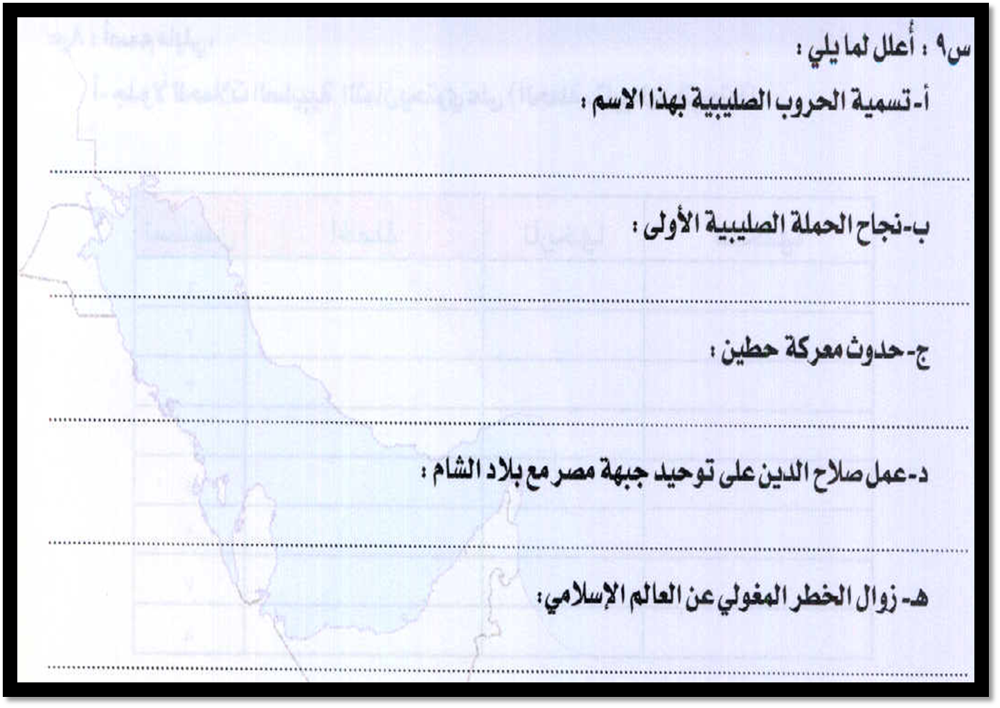 س٩ : أُعلل لما يلي :
أ-تسمية الحروب الصليبية بهذا الاسم :
ب-نجاح الحملة الصليبية الأولى :
ج-حدوث معركة حطين :
د-عمل صلاح الدين على توحيد جبهة مصر مع بلاد الشام :
هـ- زوال الخطر المغولي عن العالم الإسلامي: